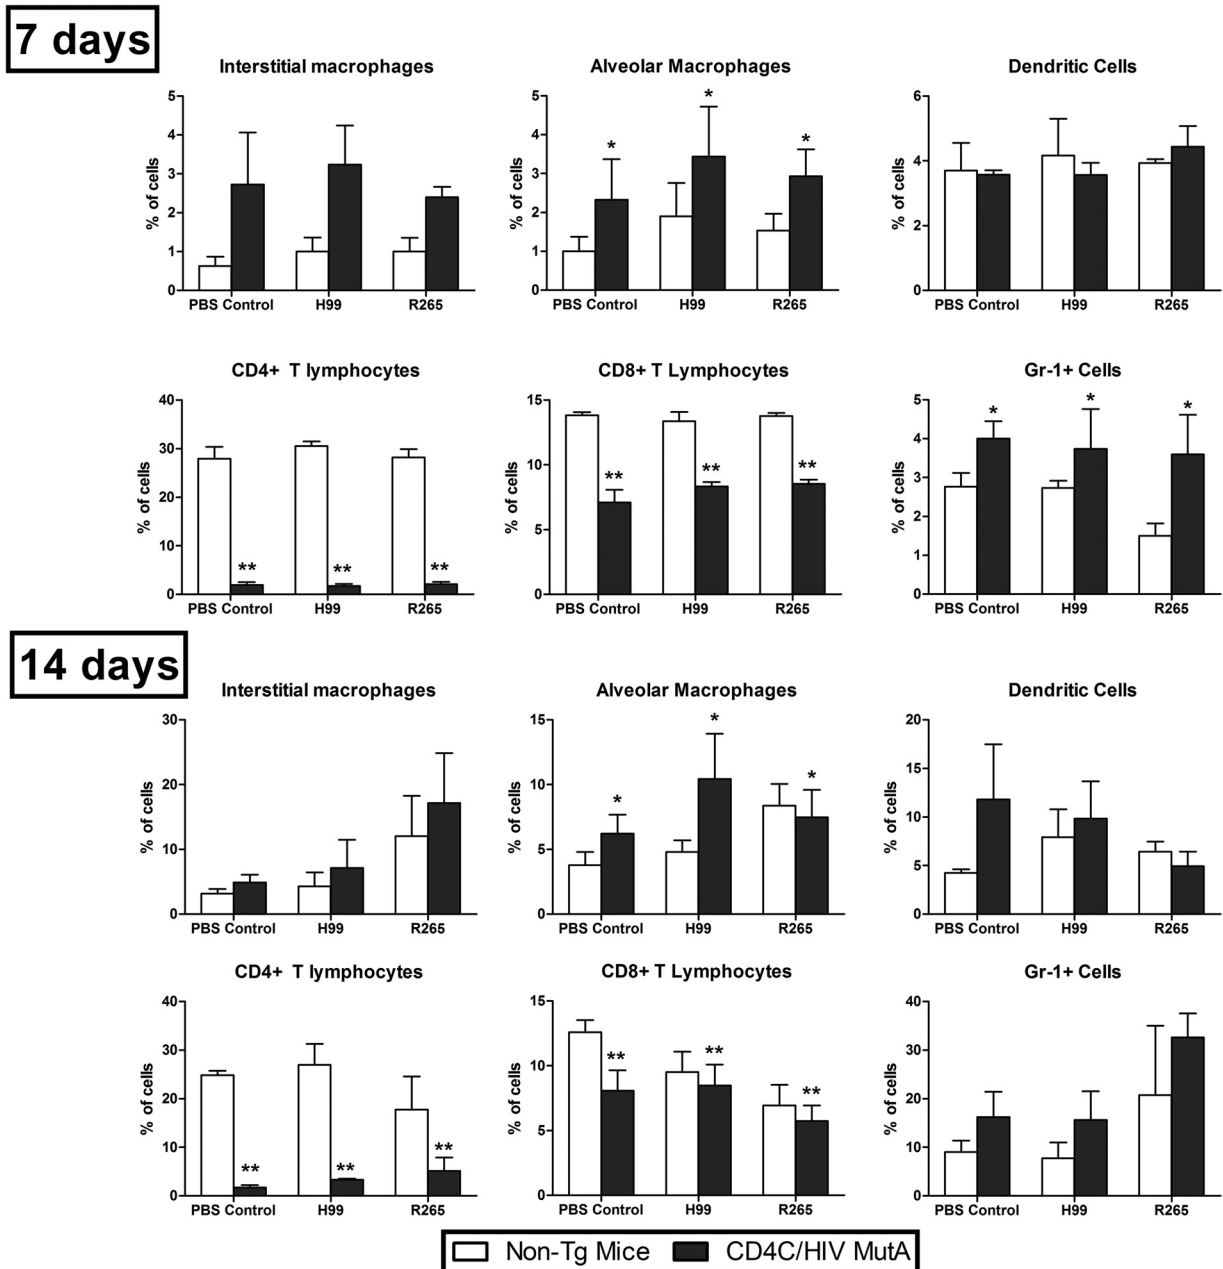 7 days
Interstitial macrophages
Alveolar Macrophages
Dendritic Cells
% of cells
5
4
3
2
1
0
PBS Control
H99
R265
% of cells
5
4
3
2
1
0
*
*
*
PBS Control
H99
R265
% of cells
6
4
2
0
PBS Control
H99
R265
CD4+ T lymphocytes
CD8+ T Lymphocytes
Gr-1+ Cells
% of cells
40
30
20
10
0
**
**
**
PBS Control
H99
R265
% of cells
15
10
5
0
**
**
**
PBS Control
H99
R265
% of cells
5
4
3
2
1
0
*
*
*
PBS Control
H99
R265
14 days
Interstitial macrophages
Alveolar Macrophages
Dendritic Cells
% of cells
30
20
10
0
PBS Control
H99
R265
% of cells
15
10
5
0
*
*
*
PBS Control
H99
R265
% of cells
20
15
10
5
0
PBS Control
H99
R265
CD4+ T lymphocytes
CD8+ T Lymphocytes
Gr-1+ Cells
% of cells
40
30
20
10
0
**
**
**
PBS Control
H99
R265
% of cells
15
10
5
0
**
**
**
PBS Control
H99
R265
% of cells
40
30
20
10
0
PBS Control
H99
R265
Non-Tg Mice
CD4C/HIV MutA